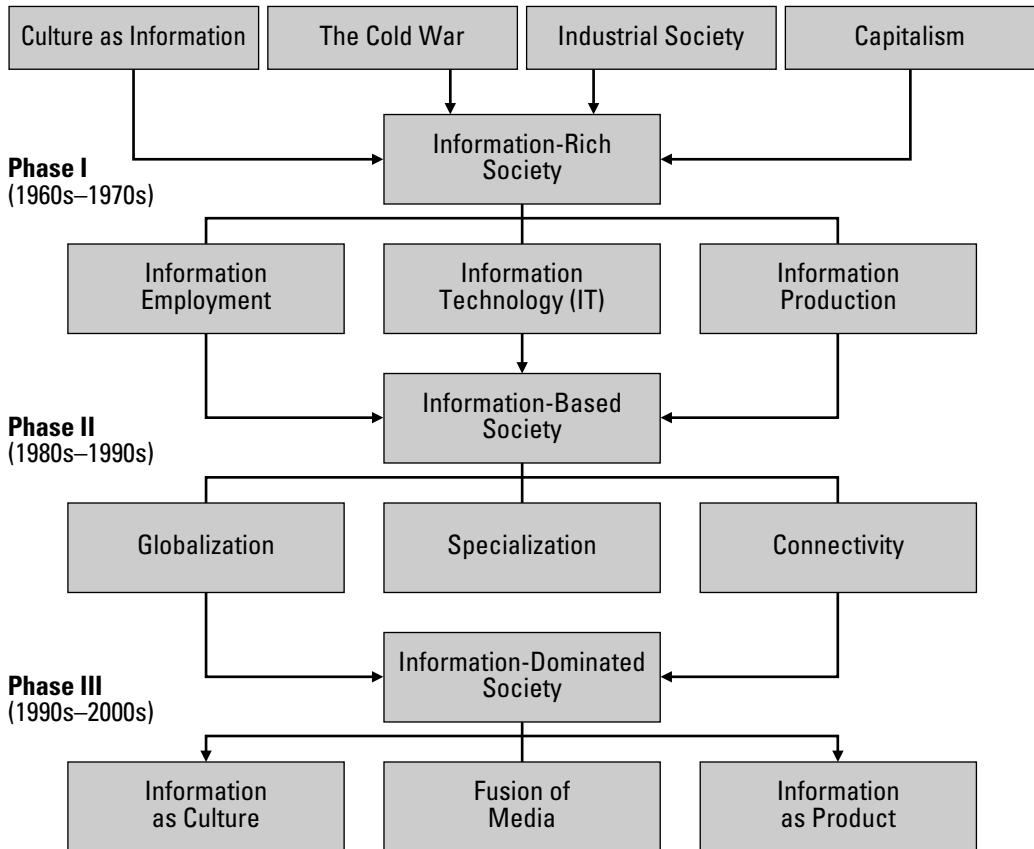 Culture as Information
The Cold War
Industrial Society
Capitalism
Information-Rich
Society
Phase I
(1960s–1970s)
Information
Employment
Information
Technology (IT)
Information
Production
Information-Based
Society
Phase II
(1980s–1990s)
Globalization
Specialization
Connectivity
Information-Dominated
Society
Phase III
(1990s–2000s)
Information
as Culture
Fusion of
Media
Information
as Product